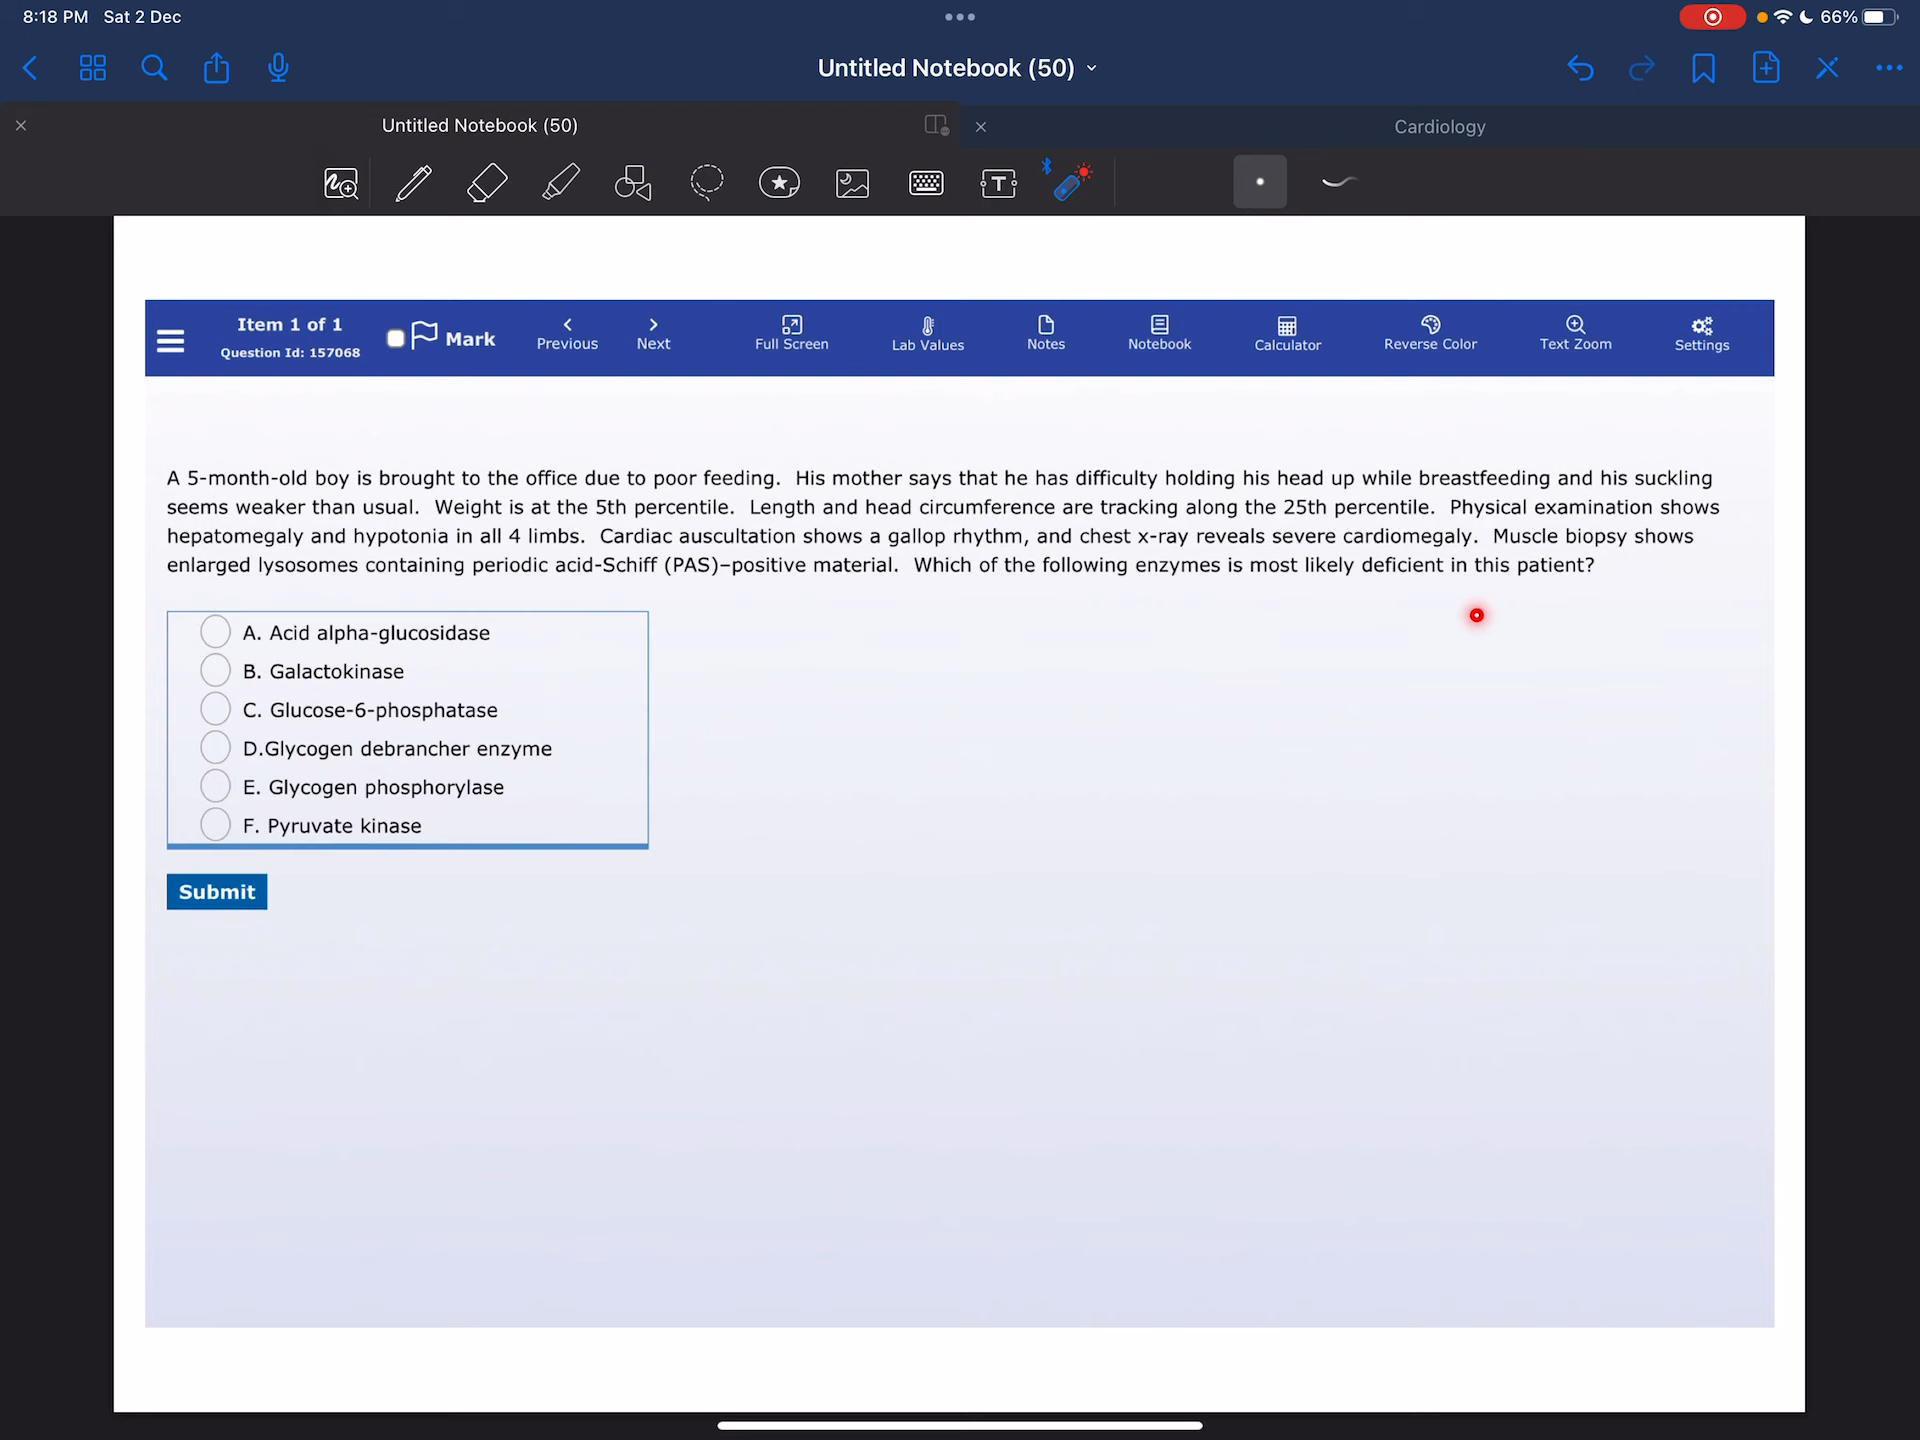 8:18 PM Sat 2 Dec
66%
Untitled Notebook (50)
Untitled Notebook (50)
Cardiology
Item 1 of 1
Question Id: 157068
Mark
Previous
Next
Full Screen
Lab Values
Notes
Notebook
Calculator
Reverse Color
Text Zoom
Settings
A 5-month-old boy is brought to the office due to poor feeding. His mother says that he has difficulty holding his head up while breastfeeding and his suckling
seems weaker than usual. Weight is at the 5th percentile. Length and head circumference are tracking along the 25th percentile. Physical examination shows
hepatomegaly and hypotonia in all 4 limbs. Cardiac auscultation shows a gallop rhythm, and chest x-ray reveals severe cardiomegaly. Muscle biopsy shows
enlarged lysosomes containing periodic acid-Schiff (PAS)–positive material. Which of the following enzymes is most likely deficient in this patient?
A. Acid alpha-glucosidase
B. Galactokinase
C. Glucose-6-phosphatase
D.Glycogen debrancher enzyme
E. Glycogen phosphorylase
F. Pyruvate kinase
Submit